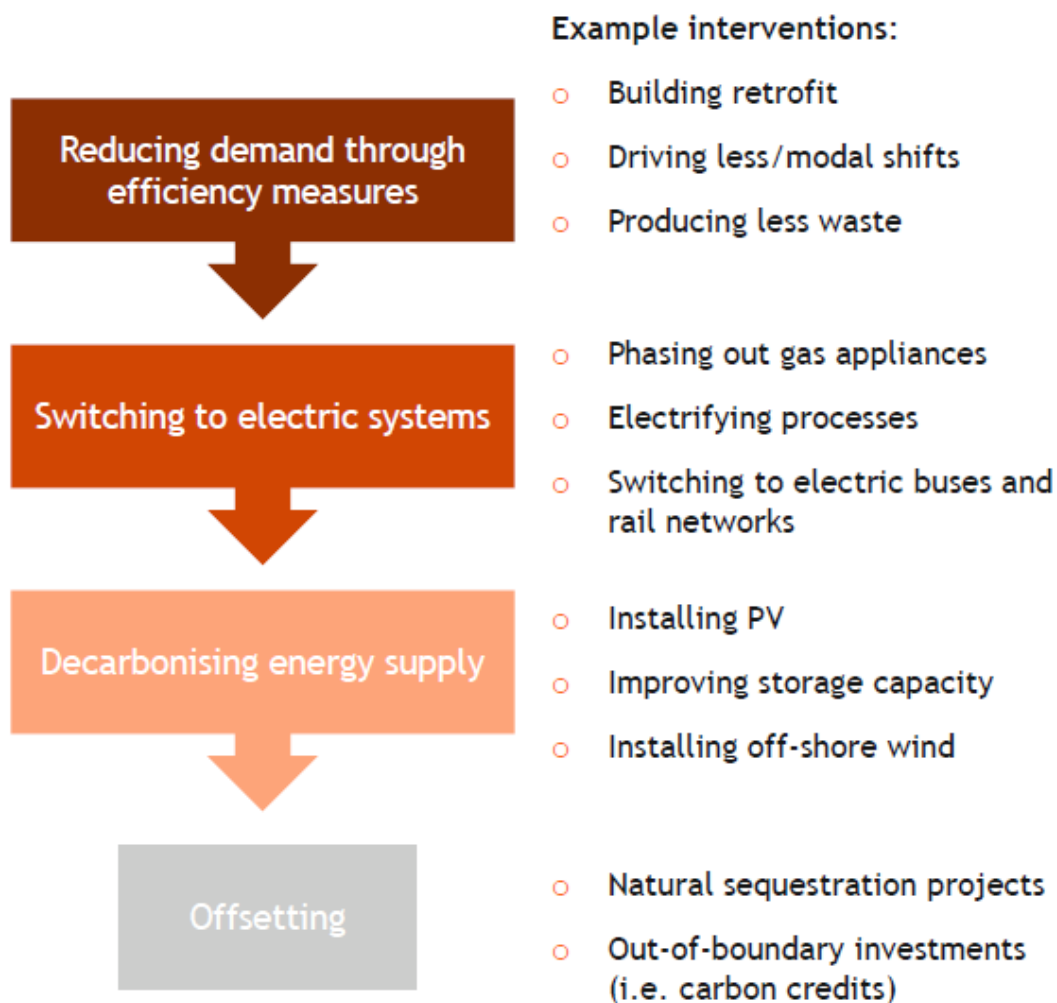 Example interventions:
Reducing demand through
efficiency measures
○ Building retrofit
○ Driving less/modal shifts
○ Producing less waste
Switching to electric systems
○ Phasing out gas appliances
○ Electrifying processes
○ Switching to electric buses and
rail networks
Decarbonising energy supply
○ Installing PV
○ Improving storage capacity
○ Installing off-shore wind
Offsetting
○ Natural sequestration projects
○ Out-of-boundary investments
(i.e. carbon credits)